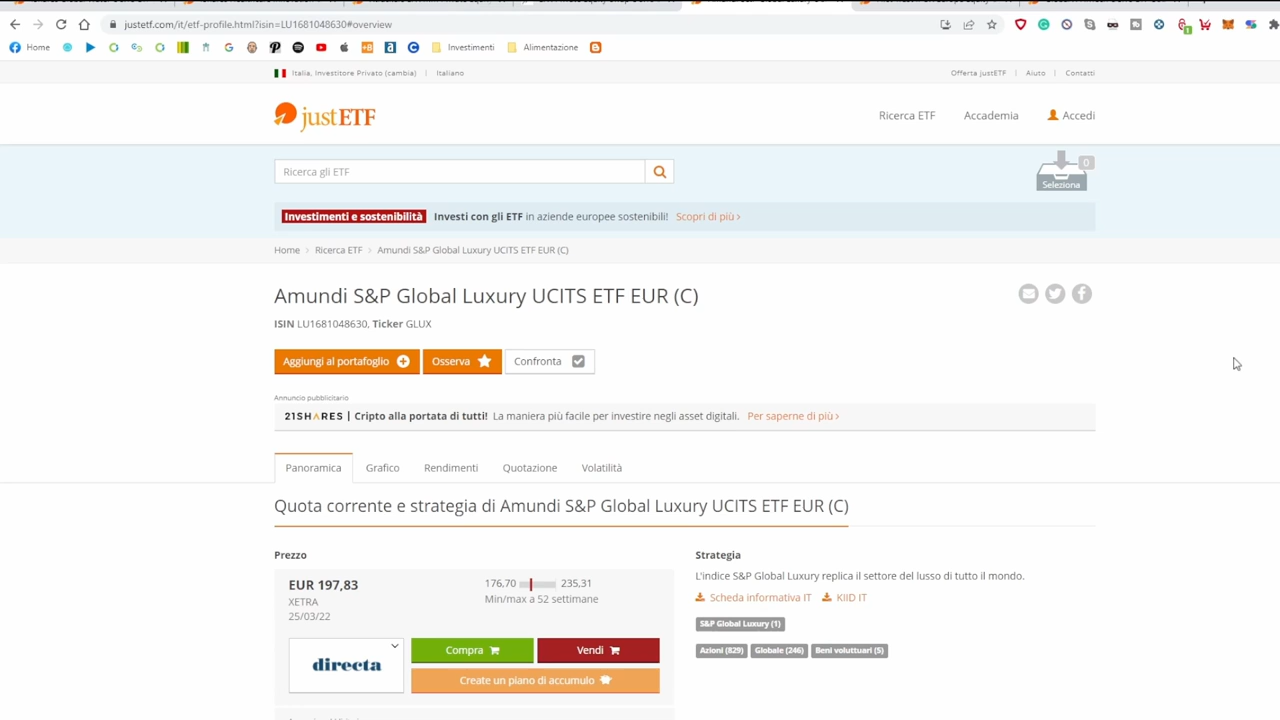 justetf.com/it/etf-profile.html?isin=LU1681048630#overview
Home
Investimenti
Alimentazione
Italia, Investitore Privato (cambia) | Italiano
Offerta justETF | Aiuto | Contatti
justETF
Ricerca ETF
Accademia
Accedi
Ricerca gli ETF
0
Seleziona
Investimenti e sostenibilità Investi con gli ETF in aziende europee sostenibili! Scopri di più ›
Home > Ricerca ETF > Amundi S&P Global Luxury UCITS ETF EUR (C)
Amundi S&P Global Luxury UCITS ETF EUR (C)
ISIN LU1681048630, Ticker GLUX
Aggiungi al portafoglio
Osserva
Confronta
Annuncio pubblicitario
21SHARES | Cripto alla portata di tutti! La maniera più facile per investire negli asset digitali. Per saperne di più ›
Panoramica
Grafico
Rendimenti
Quotazione
Volatilità
Quota corrente e strategia di Amundi S&P Global Luxury UCITS ETF EUR (C)
Prezzo
EUR 197,83
XETRA
25/03/22
176,70 235,31
Min/max a 52 settimane
directa
Compra
Vendi
Create un piano di accumulo
Strategia
L'indice S&P Global Luxury replica il settore del lusso di tutto il mondo.
Scheda informativa IT
KIID IT
S&P Global Luxury (1)
Azioni (829)
Globale (246)
Beni voluttuari (5)